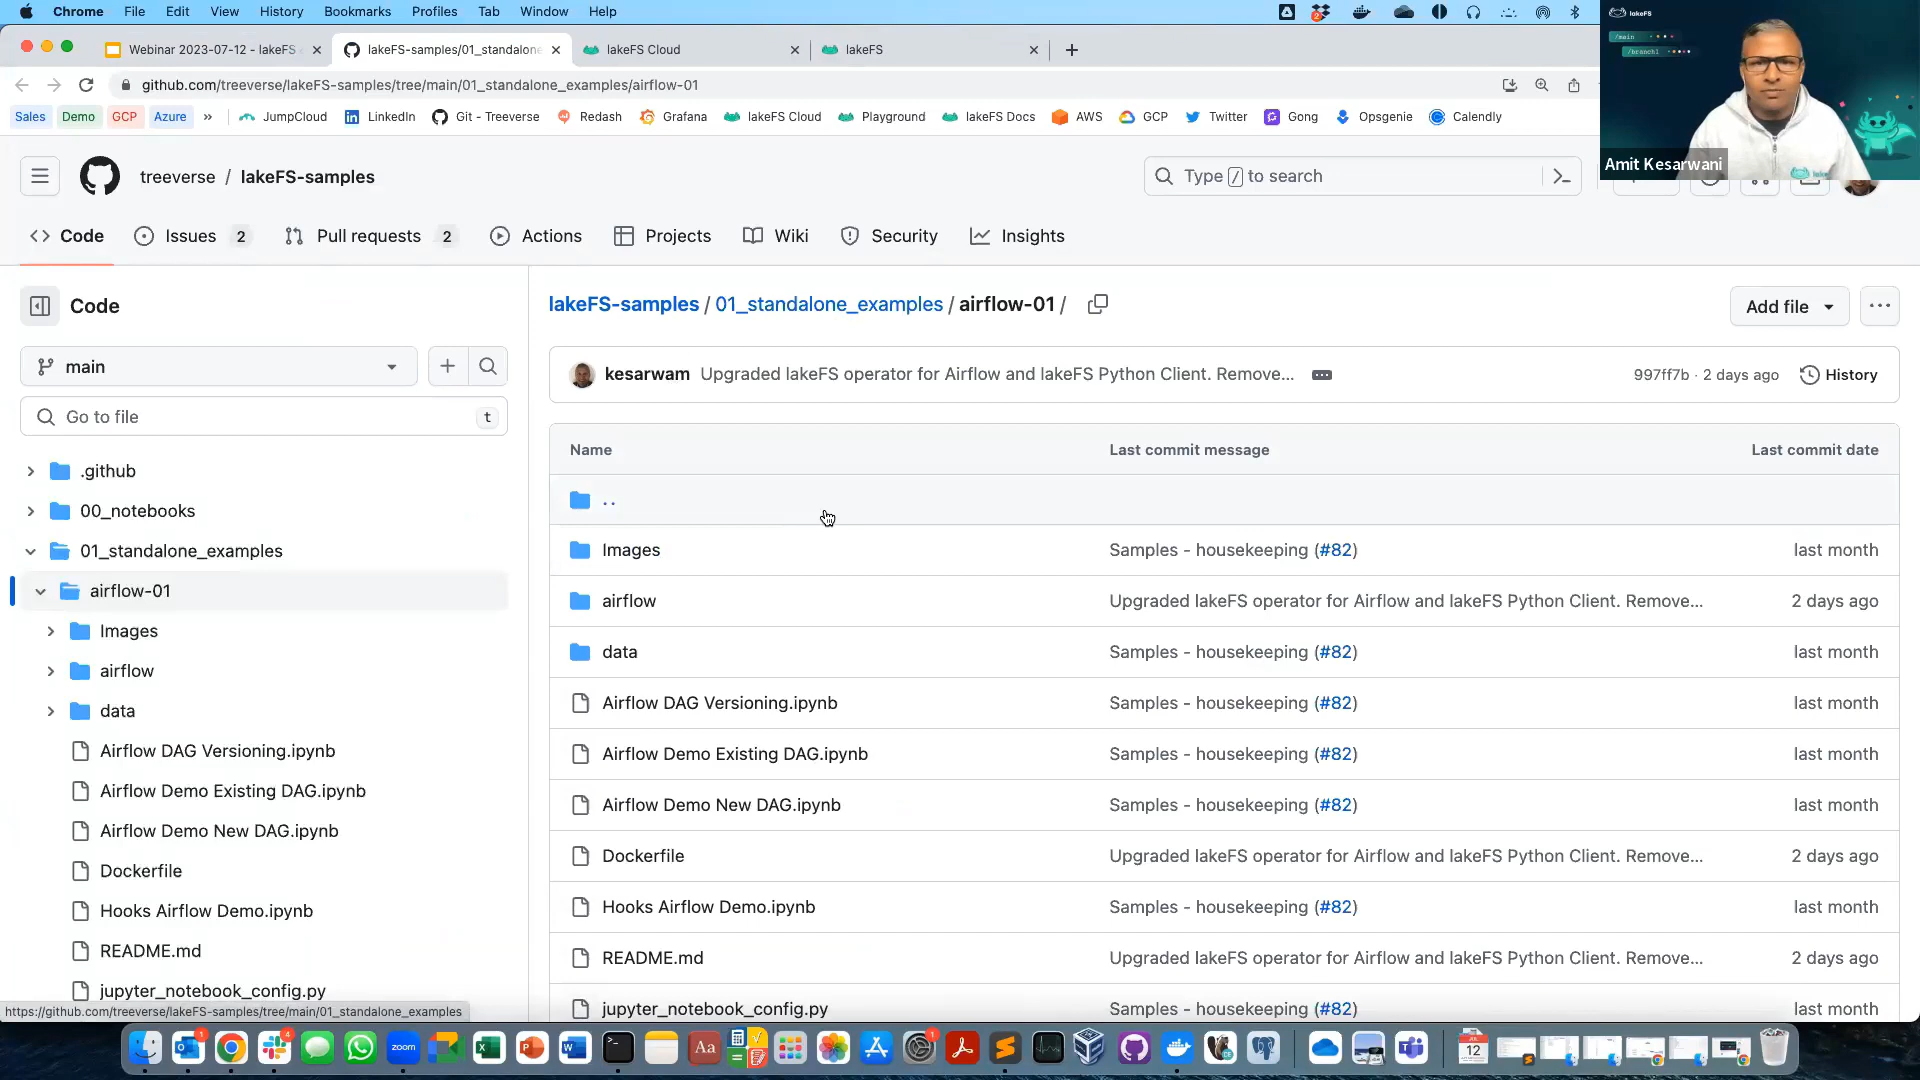 Chrome File Edit View History Bookmarks Profiles Tab Window Help
Webinar 2023-07-12 - lakeFS
lakeFS-samples/01_standalone
lakeFS Cloud
lakeFS
github.com/treeverse/lakeFS-samples/tree/main/01_standalone_examples/airflow-01
Sales Demo GCP Azure » JumpCloud LinkedIn Git - Treeverse Redash Grafana lakeFS Cloud Playground lakeFS Docs AWS GCP Twitter Gong Opsgenie Calendly
lakeFS
/main
/branch1
Amit Kesarwani
treeverse / lakeFS-samples
Type / to search
Code Issues 2 Pull requests 2 Actions Projects Wiki Security Insights
Code
main
Go to file t
.github
00_notebooks
01_standalone_examples
airflow-01
Images
airflow
data
Airflow DAG Versioning.ipynb
Airflow Demo Existing DAG.ipynb
Airflow Demo New DAG.ipynb
Dockerfile
Hooks Airflow Demo.ipynb
README.md
jupyter_notebook_config.py
lakeFS-samples / 01_standalone_examples / airflow-01 /
Add file
kesarwam Upgraded lakeFS operator for Airflow and lakeFS Python Client. Remove...
997ff7b · 2 days ago History
Name Last commit message Last commit date
..
Images Samples - housekeeping (#82) last month
airflow Upgraded lakeFS operator for Airflow and lakeFS Python Client. Remove... 2 days ago
data Samples - housekeeping (#82) last month
Airflow DAG Versioning.ipynb Samples - housekeeping (#82) last month
Airflow Demo Existing DAG.ipynb Samples - housekeeping (#82) last month
Airflow Demo New DAG.ipynb Samples - housekeeping (#82) last month
Dockerfile Upgraded lakeFS operator for Airflow and lakeFS Python Client. Remove... 2 days ago
Hooks Airflow Demo.ipynb Samples - housekeeping (#82) last month
README.md Upgraded lakeFS operator for Airflow and lakeFS Python Client. Remove... 2 days ago
jupyter_notebook_config.py Samples - housekeeping (#82) last month
https://github.com/treeverse/lakeFS-samples/tree/main/01_standalone_examples
1 4 zoom Aa 1 12